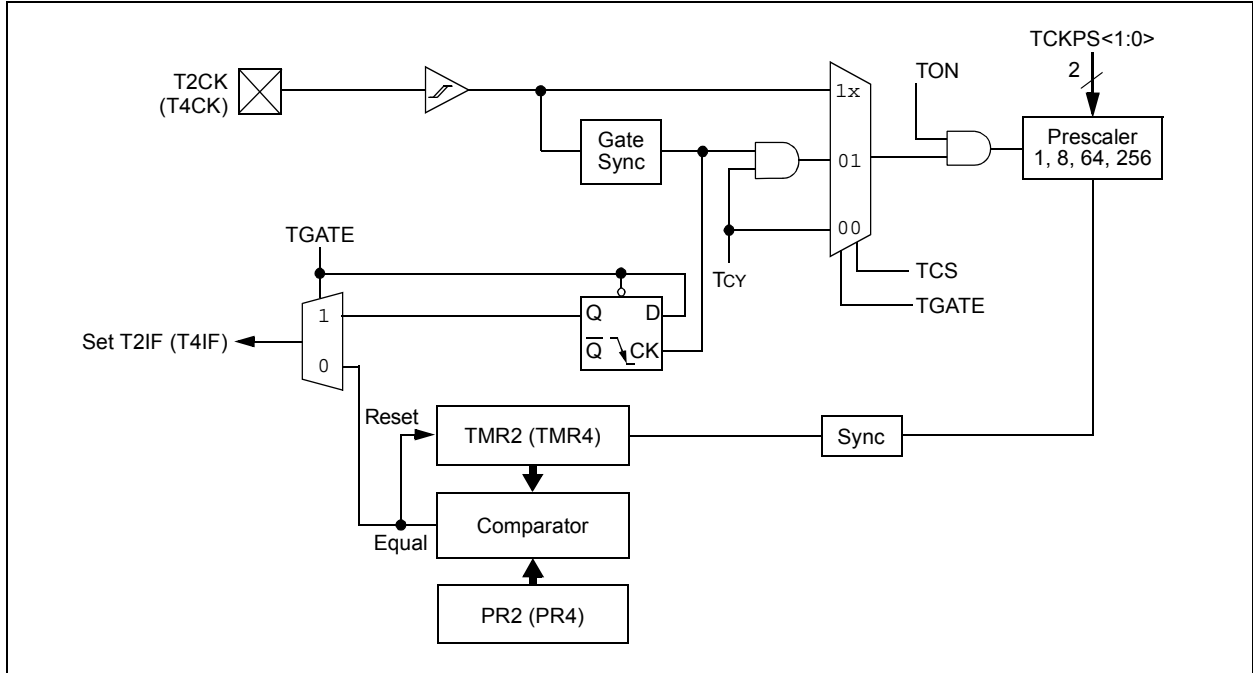 TCKPS<1:0>
2
TON
T2CK
(T4CK)
1x
Gate
Sync
01
Prescaler
1, 8, 64, 256
00
TGATE
TCY
TCS
TGATE
1
Q
D
Set T2IF (T4IF)
0
Q̅
CK
Reset
TMR2 (TMR4)
Sync
Equal
Comparator
PR2 (PR4)